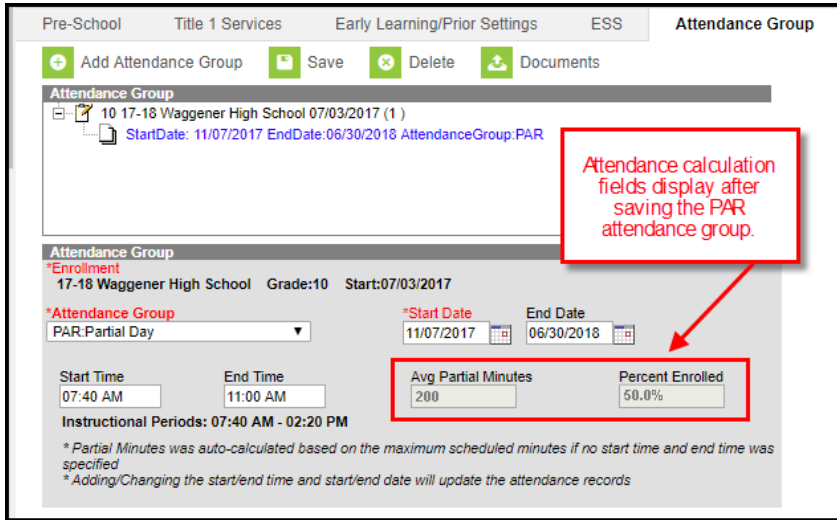 Pre-School Title 1 Services Early Learning/Prior Settings ESS Attendance Group
Add Attendance Group Save Delete Documents
Attendance Group
10 17-18 Waggener High School 07/03/2017 (1 )
StartDate: 11/07/2017 EndDate:06/30/2018 AttendanceGroup:PAR
Attendance calculation
fields display after
saving the PAR
attendance group.
Attendance Group
*Enrollment
17-18 Waggener High School Grade:10 Start:07/03/2017
*Attendance Group *Start Date End Date
PAR:Partial Day 11/07/2017 06/30/2018
Start Time End Time Avg Partial Minutes Percent Enrolled
07:40 AM 11:00 AM 200 50.0%
Instructional Periods: 07:40 AM - 02:20 PM
* Partial Minutes was auto-calculated based on the maximum scheduled minutes if no start time and end time was
specified
* Adding/Changing the start/end time and start/end date will update the attendance records